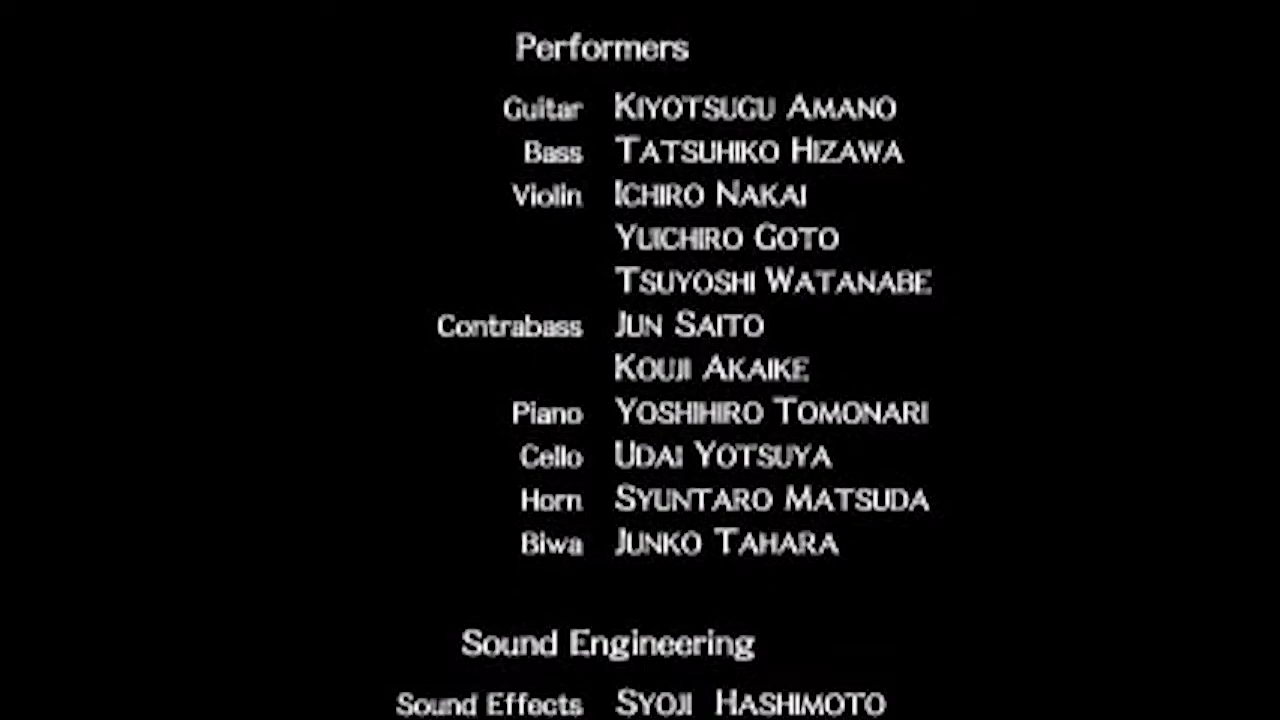 Performers
Guitar KIYOTSUGU AMANO
Bass TATSUHIKO HIZAWA
Violin ICHIRO NAKAI
YUICHIRO GOTO
TSUYOSHI WATANABE
Contrabass JUN SAITO
KOUJI AKAIKE
Piano YOSHIHIRO TOMONARI
Cello UDAI YOTSUYA
Horn SYUNTARO MATSUDA
Biwa JUNKO TAHARA
Sound Engineering
Sound Effects SYOJI HASHIMOTO